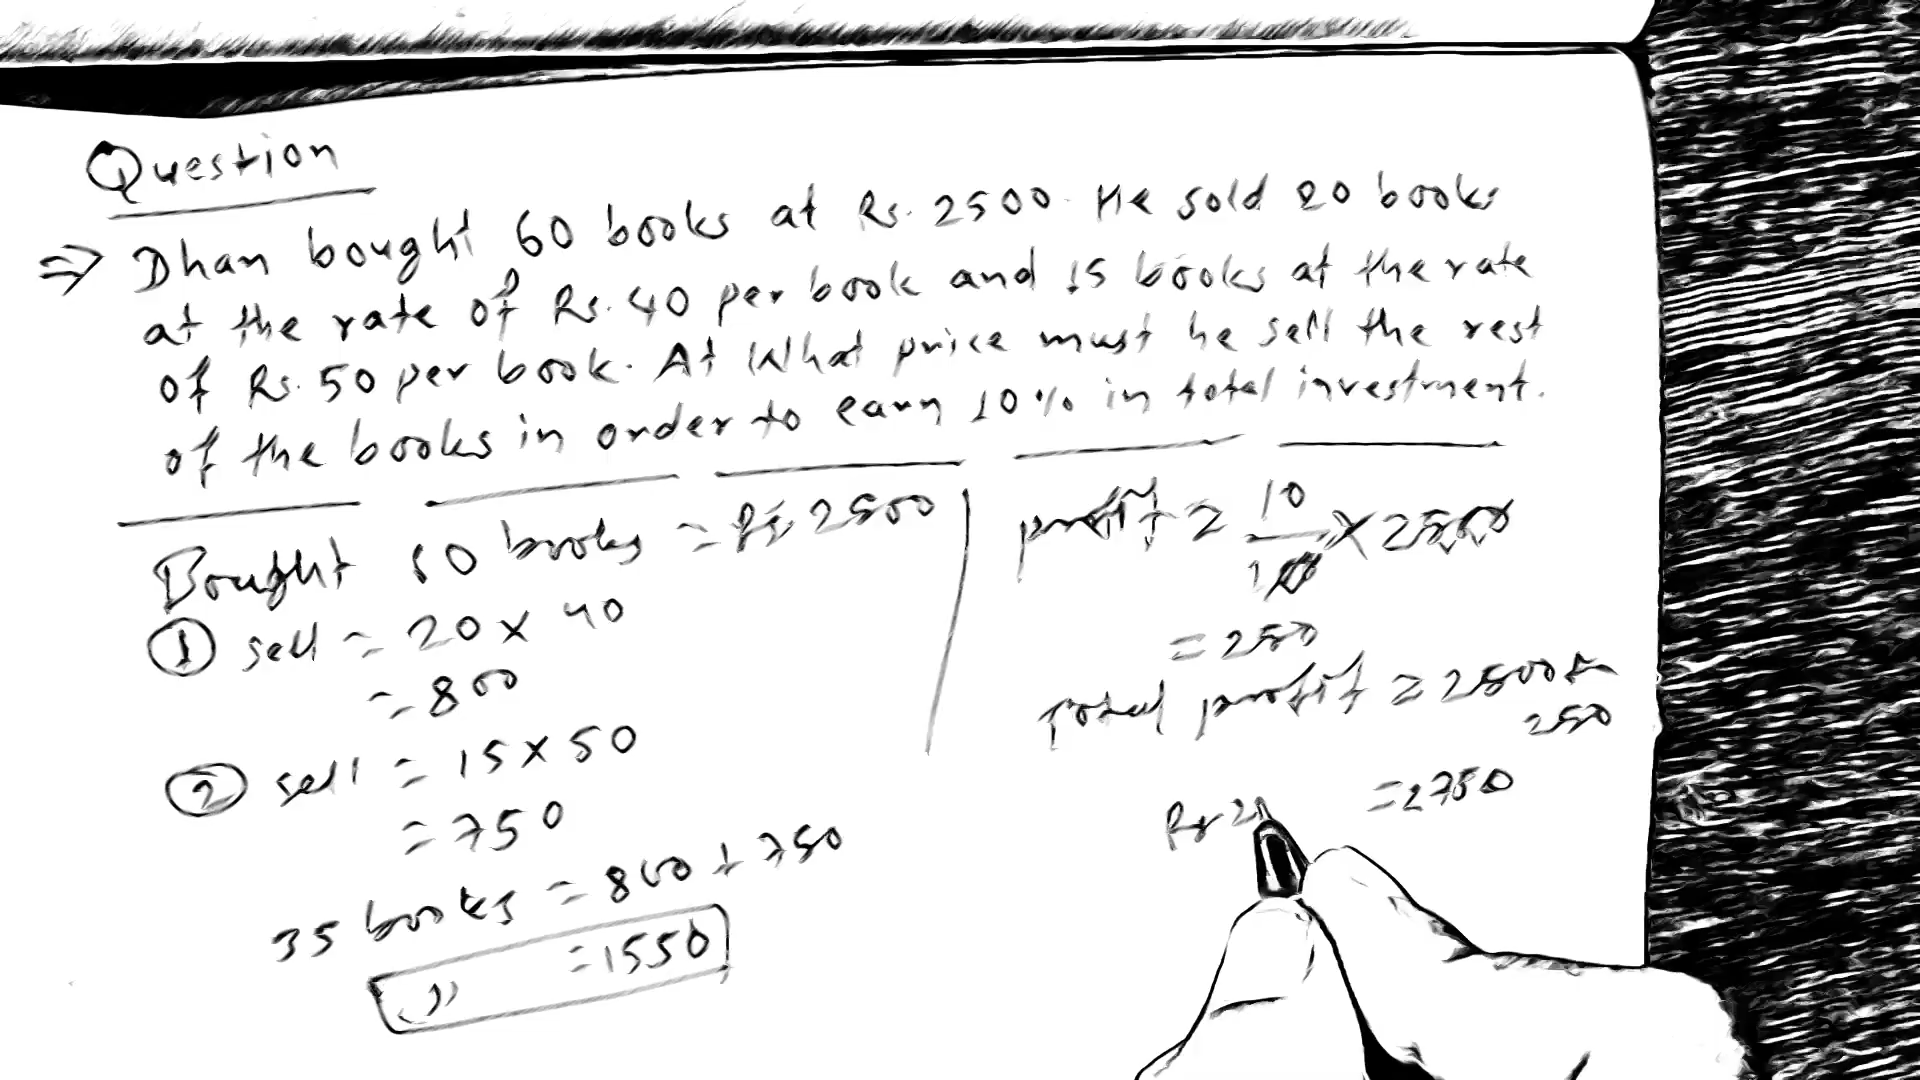 Question
⇒ Dhan bought 60 books at Rs. 2500. He sold 20 books
at the rate of Rs. 40 per book and 15 books at the rate
of Rs. 50 per book. At What price must he sell the rest
of the books in order to earn 10% in total investment.
Bought 60 books = Rs 2500
① sell = 20 × 40
= 800
② sell = 15 × 50
= 750
35 books = 800 + 750
= 1550
profit = 10/100 × 2500
= 250
Total profit = 2500 +
250
= 2750
Rs 2